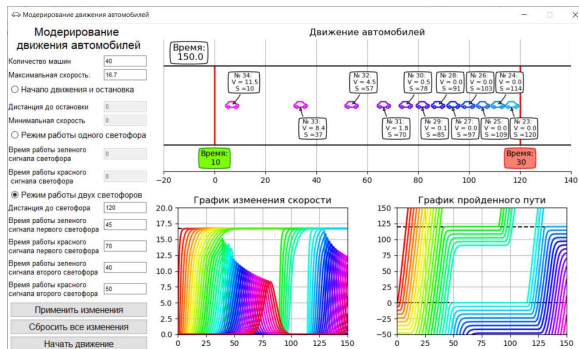 Модерирование движения автомобилей
Модерирование
движения автомобилей
Количество машин
40
Максимальная скорость:
16.7
Начало движения и остановка
Дистанция до остановки
0
Минимальная скорость
0
Режим работы одного светофора
Время работы зеленого
сигнала светофора
0
Время работы красного
сигнала светофора
0
Режим работы двух светофоров
Дистанция до светофора
120
Время работы зеленого
сигнала первого светофора
45
Время работы красного
сигнала первого светофора
70
Время работы зеленого
сигнала второго светофора
40
Время работы красного
сигнала второго светофора
50
Применить изменения
Сбросить все изменения
Начать движение
Движение автомобилей
Время:
150.0
№ 34:
V = 11.5
S =10
№ 32:
V = 4.5
S =57
№ 30:
V = 0.5
S =78
№ 28:
V = 0.0
S =91
№ 26:
V = 0.0
S =103
№ 24:
V = 0.0
S =114
№ 33:
V = 8.4
S =37
№ 31:
V = 1.8
S =70
№ 29:
V = 0.1
S =85
№ 27:
V = 0.0
S =97
№ 25:
V = 0.0
S =109
№ 23:
V = 0.0
S =120
Время:
10
Время:
30
−20 0 20 40 60 80 100 120 140
График изменения скорости
20.0
17.5
15.0
12.5
10.0
7.5
5.0
2.5
0.0
0 25 50 75 100 125 150
График пройденного пути
150
125
100
75
50
25
0
−25
−50
0 25 50 75 100 125 150